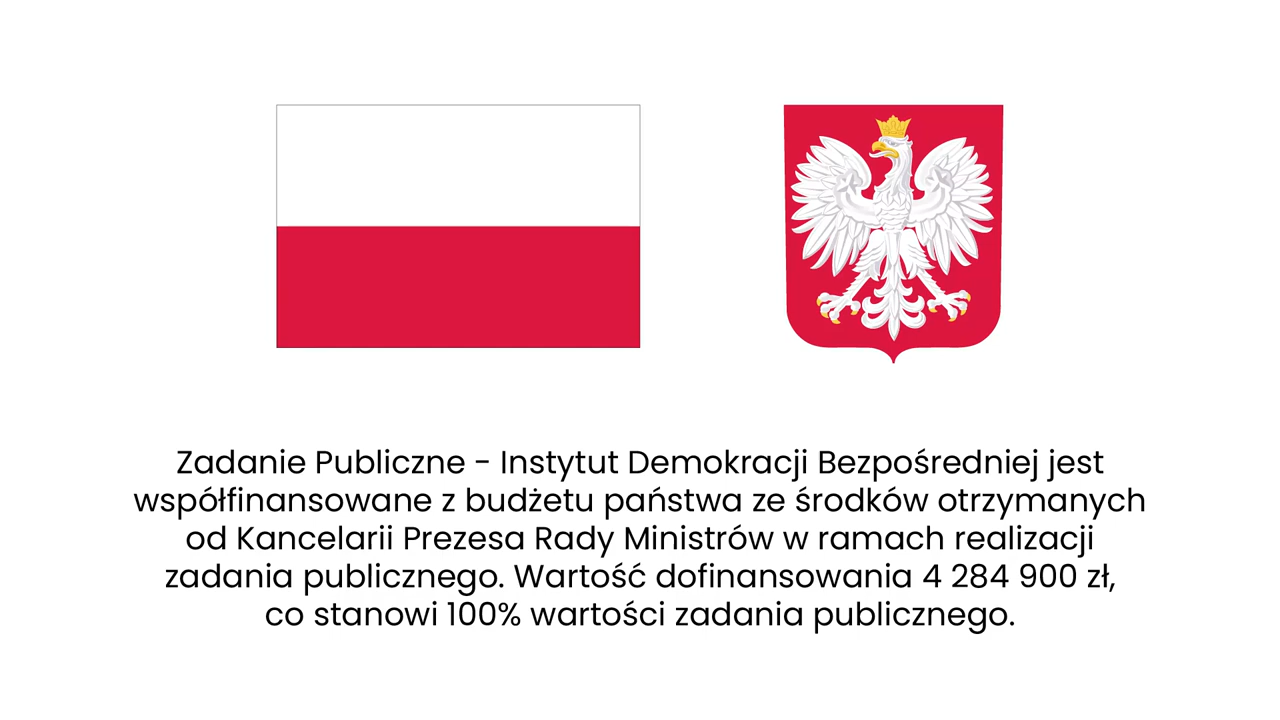 Zadanie Publiczne - Instytut Demokracji Bezpośredniej jest
współfinansowane z budżetu państwa ze środków otrzymanych
od Kancelarii Prezesa Rady Ministrów w ramach realizacji
zadania publicznego. Wartość dofinansowania 4 284 900 zł,
co stanowi 100% wartości zadania publicznego.